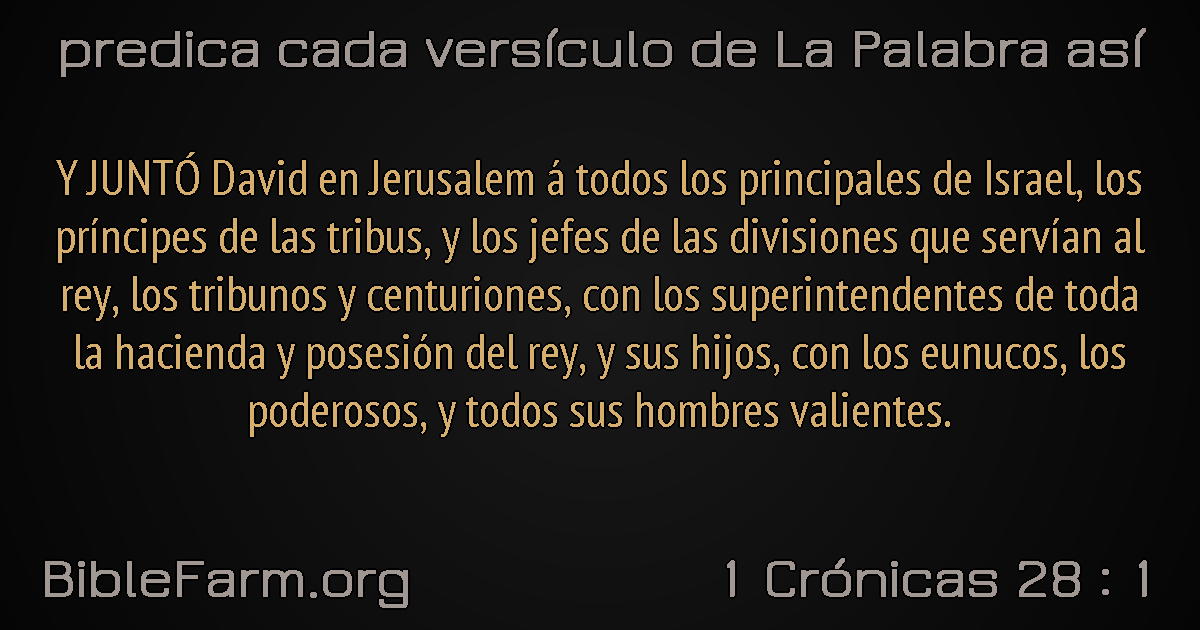 predica cada versículo de La Palabra así
Y JUNTÓ David en Jerusalem á todos los principales de Israel, los
príncipes de las tribus, y los jefes de las divisiones que servían al
rey, los tribunos y centuriones, con los superintendentes de toda
la hacienda y posesión del rey, y sus hijos, con los eunucos, los
poderosos, y todos sus hombres valientes.
BibleFarm.org
1 Crónicas 28 : 1